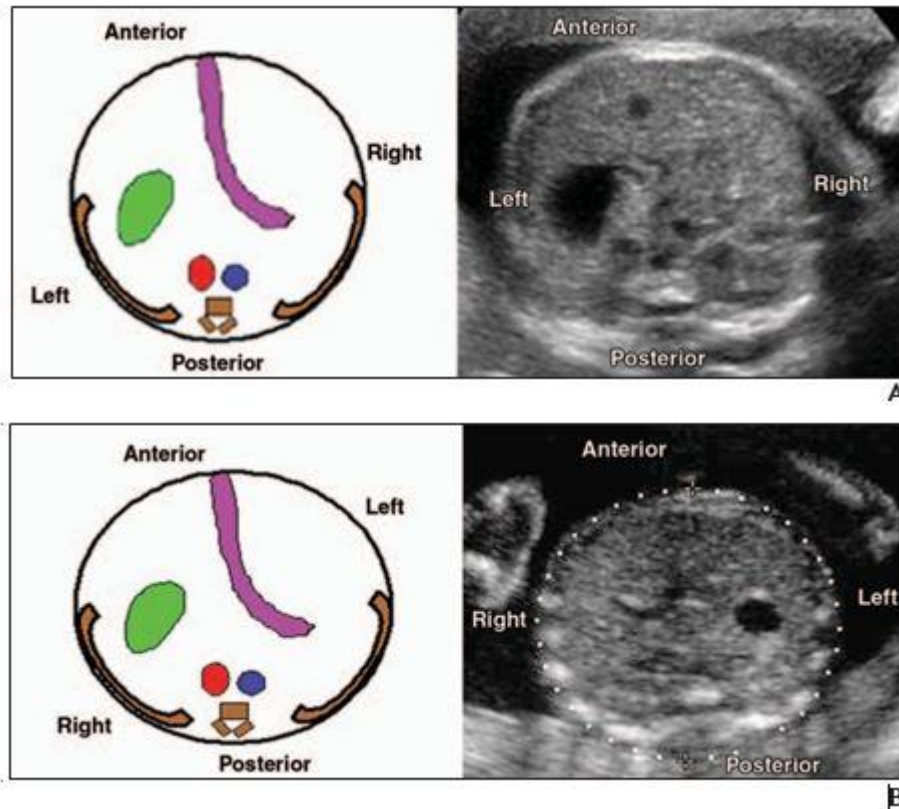 Anterior
Right
Left
Posterior
Anterior
Left
Right
Posterior
A
Anterior
Left
Right
Posterior
Anterior
Right
Left
Posterior
B